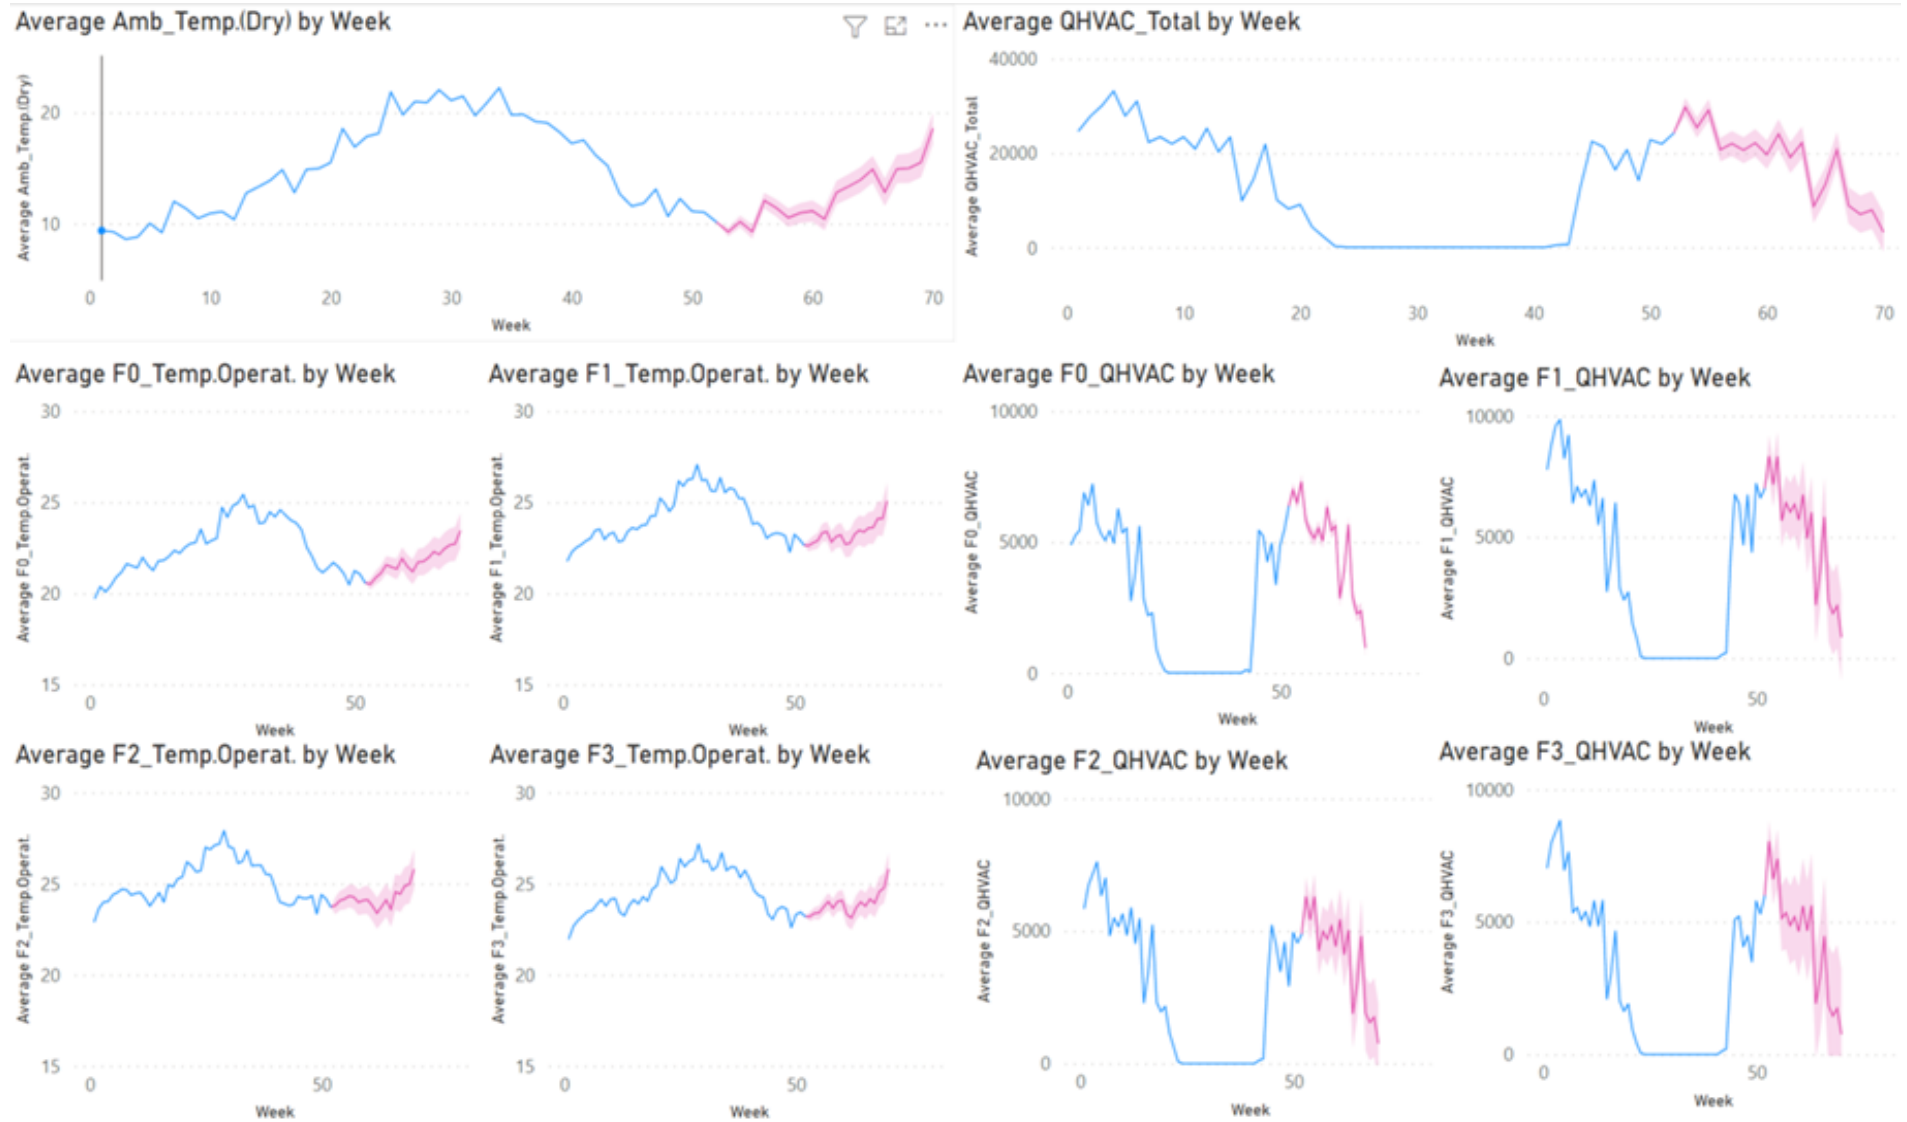 Average Amb_Temp.(Dry) by Week
Average Amb_Temp.(Dry)
20
10
0 10 20 30 40 50 60 70
Week
Average QHVAC_Total by Week
Average QHVAC_Total
40000
20000
0
0 10 20 30 40 50 60 70
Week
Average F0_Temp.Operat. by Week
Average F0_Temp.Operat.
30
25
20
15
0 50
Week
Average F1_Temp.Operat. by Week
Average F1_Temp.Operat.
30
25
20
15
0 50
Week
Average F0_QHVAC by Week
Average F0_QHVAC
10000
5000
0
0 50
Week
Average F1_QHVAC by Week
Average F1_QHVAC
10000
5000
0
0 50
Week
Average F2_Temp.Operat. by Week
Average F2_Temp.Operat.
30
25
20
15
0 50
Week
Average F3_Temp.Operat. by Week
Average F3_Temp.Operat.
30
25
20
15
0 50
Week
Average F2_QHVAC by Week
Average F2_QHVAC
10000
5000
0
0 50
Week
Average F3_QHVAC by Week
Average F3_QHVAC
10000
5000
0
0 50
Week